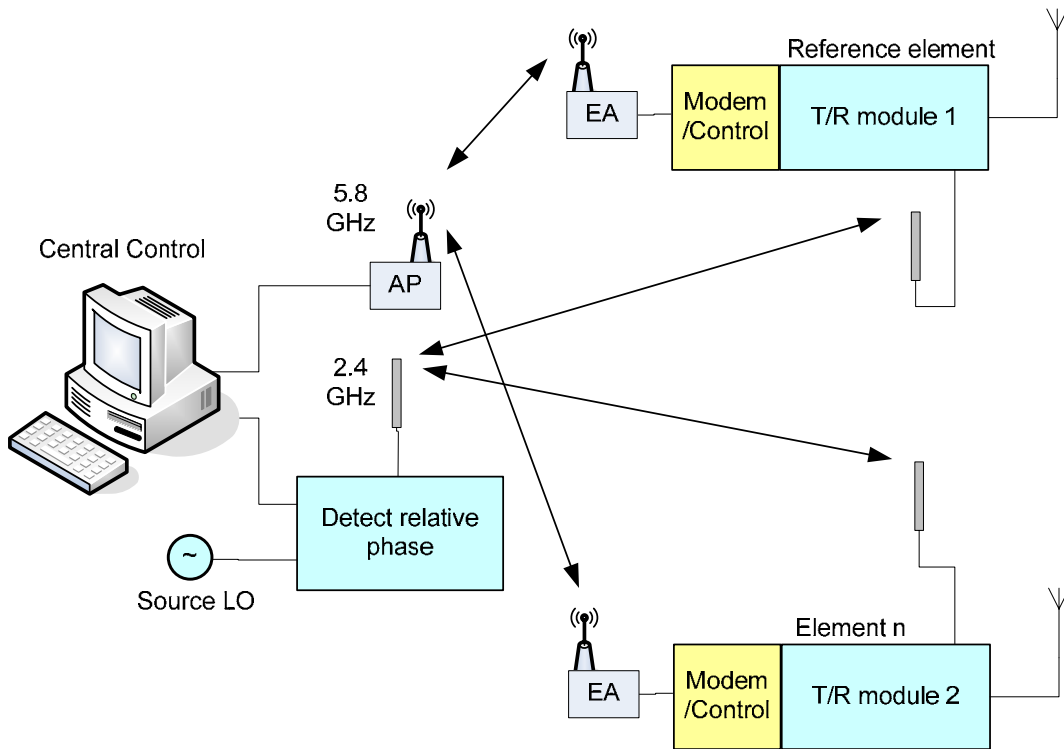 Reference element
EA
Modem
/Control
T/R module 1
5.8
GHz
Central Control
AP
2.4
GHz
Detect relative
phase
~
Source LO
Element n
EA
Modem
/Control
T/R module 2